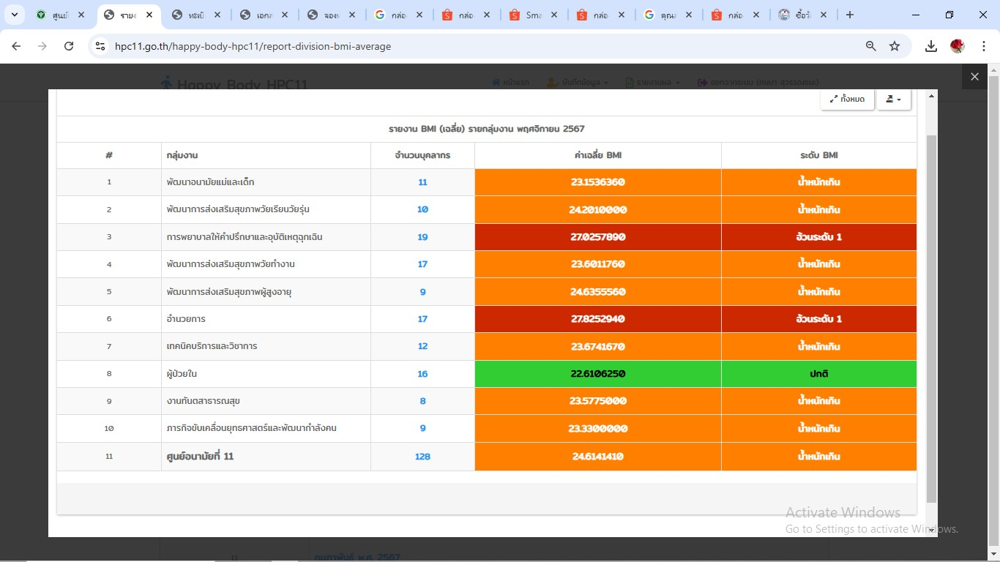 ศูนย์
รายง
ทะเบี
เอกส
จองห
กล่อ
กล่อ
Sma
กล่อ
คุณส
กล่อ
ซื้อวั
hpc11.go.th/happy-body-hpc11/report-division-bmi-average
Happy Body HPC11
หน้าแรก บันทึกข้อมูล รายงานผล
ทั้งหมด
รายงาน BMI (เฉลี่ย) รายกลุ่มงาน พฤศจิกายน 2567
# กลุ่มงาน จำนวนบุคลากร ค่าเฉลี่ย BMI ระดับ BMI
1 พัฒนาอนามัยแม่และเด็ก 11 23.1536360 น้ำหนักเกิน
2 พัฒนาการส่งเสริมสุขภาพวัยเรียนวัยรุ่น 10 24.2010000 น้ำหนักเกิน
3 การพยาบาลให้คำปรึกษาและอุบัติเหตุฉุกเฉิน 19 27.0257890 อ้วนระดับ 1
4 พัฒนาการส่งเสริมสุขภาพวัยทำงาน 17 23.6011760 น้ำหนักเกิน
5 พัฒนาการส่งเสริมสุขภาพผู้สูงอายุ 9 24.6355560 น้ำหนักเกิน
6 อำนวยการ 17 27.8252940 อ้วนระดับ 1
7 เทคนิคบริการและวิชาการ 12 23.6741670 น้ำหนักเกิน
8 ผู้ป่วยใน 16 22.6106250 ปกติ
9 งานทันตสาธารณสุข 8 23.5775000 น้ำหนักเกิน
10 ภารกิจขับเคลื่อนยุทธศาสตร์และพัฒนากำลังคน 9 23.3300000 น้ำหนักเกิน
11 ศูนย์อนามัยที่ 11 128 24.6141410 น้ำหนักเกิน
Activate Windows
Go to Settings to activate Windows.
11 กุมภาพันธ์ พ.ศ. 2567